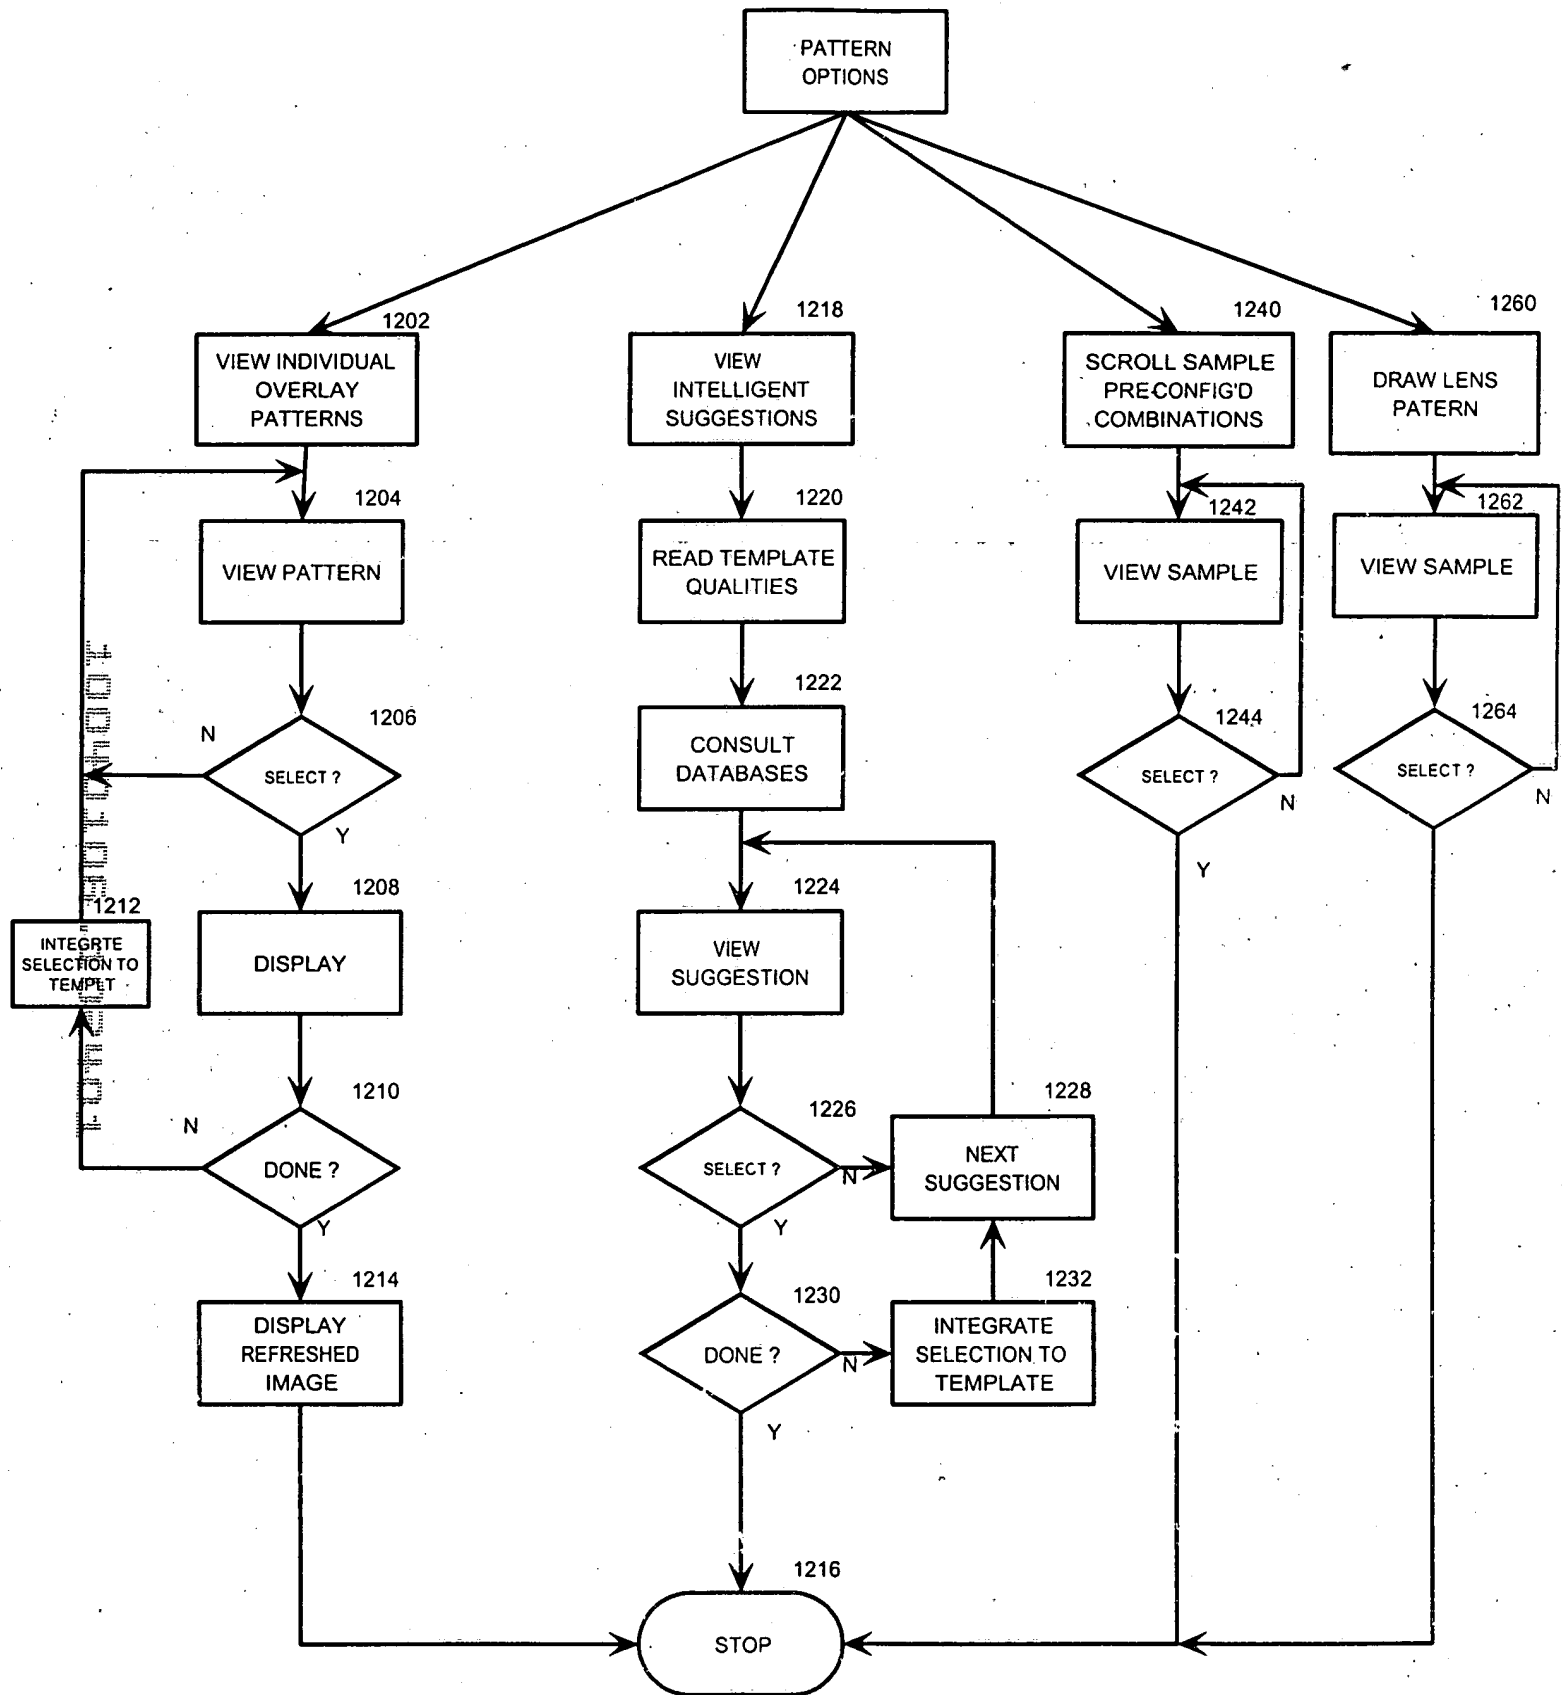 PATTERN
OPTIONS
1202
VIEW INDIVIDUAL
OVERLAY
PATTERNS
1204
VIEW PATTERN
1206
N
SELECT ?
Y
1208
DISPLAY
1212
INTEGRTE
SELECTION TO
TEMPLT
1210
N
DONE ?
Y
1214
DISPLAY
REFRESHED
IMAGE
1218
VIEW
INTELLIGENT
SUGGESTIONS
1220
READ TEMPLATE
QUALITIES
1222
CONSULT
DATABASES
1224
VIEW
SUGGESTION
1226
SELECT ?
N
Y
1228
NEXT
SUGGESTION
1230
DONE ?
N
Y
1232
INTEGRATE
SELECTION TO
TEMPLATE
1240
SCROLL SAMPLE
PRE-CONFIG'D
COMBINATIONS
1242
VIEW SAMPLE
1244
SELECT ?
N
Y
1260
DRAW LENS
PATERN
1262
VIEW SAMPLE
1264
SELECT ?
N
1216
STOP